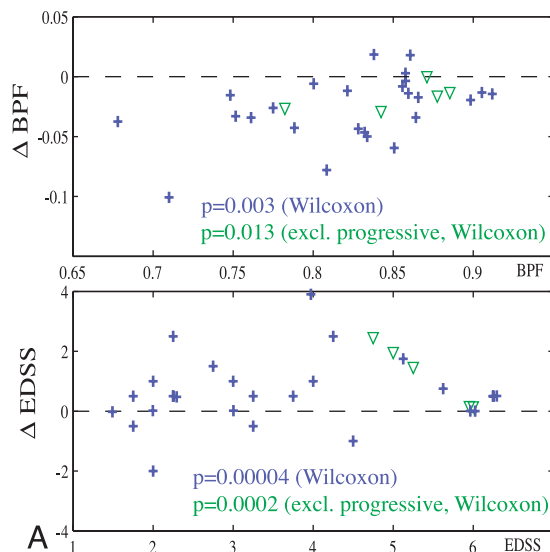 0.05
0
-0.05
-0.1
Δ BPF
p=0.003 (Wilcoxon)
p=0.013 (excl. progressive, Wilcoxon)
0.65 0.7 0.75 0.8 0.85 0.9 BPF
4
2
0
-2
-4
Δ EDSS
p=0.00004 (Wilcoxon)
p=0.0002 (excl. progressive, Wilcoxon)
A
1 2 3 4 5 6 EDSS